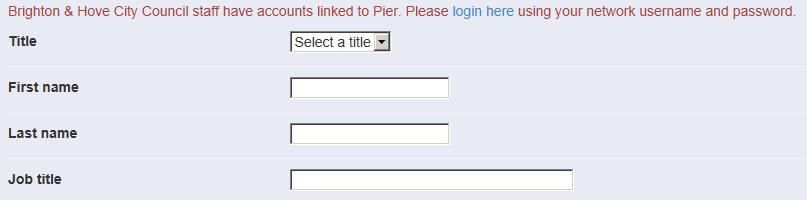 Brighton & Hove City Council staff have accounts linked to Pier. Please login here using your network username and password.
Title Select a title
First name
Last name
Job title